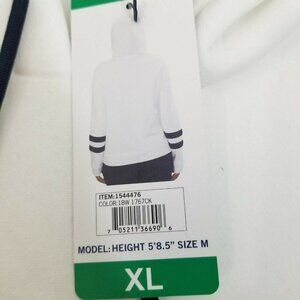 ITEM:1544476
COLOR:18W 1767CK
7 05211 36690 6
MODEL: HEIGHT 5'8.5" SIZE M
XL